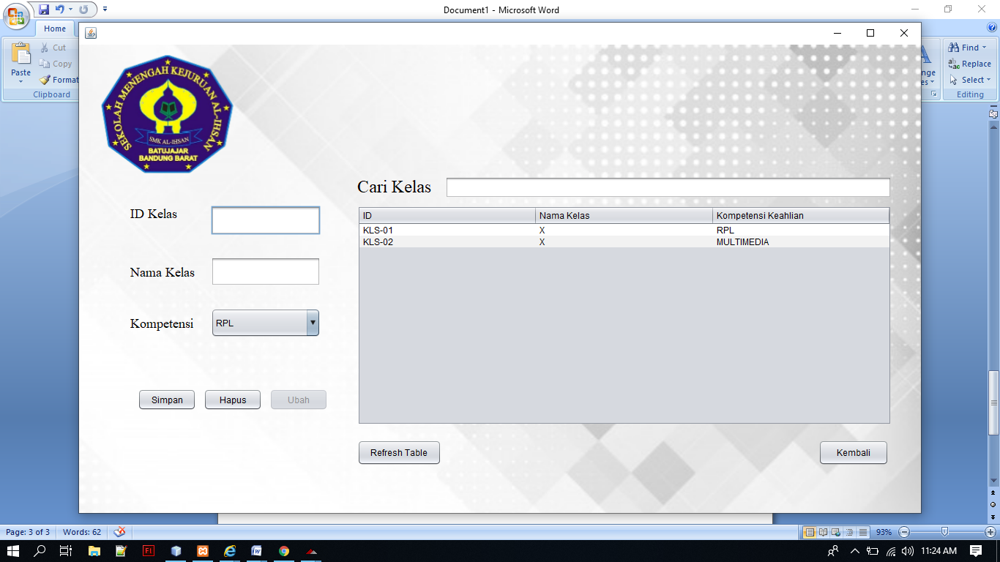 Document1 - Microsoft Word
Home
Cut
Copy
Format
Paste
Clipboard
Find
Replace
Select
Editing
SEKOLAH MENENGAH KEJURUAN AL-IHSAN
SMK AL-IHSAN
BATUJAJAR
BANDUNG BARAT
Cari Kelas
ID Kelas
Nama Kelas
Kompetensi
RPL
Simpan Hapus Ubah
ID Nama Kelas Kompetensi Keahlian
KLS-01 X RPL
KLS-02 X MULTIMEDIA
Refresh Table Kembali
Page: 3 of 3 Words: 62 93%
11:24 AM